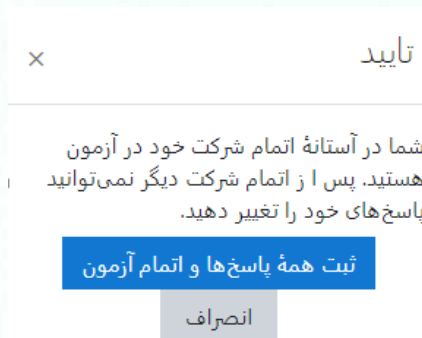 تایید
×
شما در آستانهٔ اتمام شرکت خود در آزمون
هستید. پس ا ز اتمام شرکت دیگر نمی‌توانید
پاسخ‌های خود را تغییر دهید.
ثبت همهٔ پاسخ‌ها و اتمام آزمون
انصراف